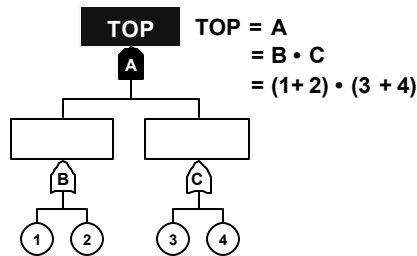 TOP
TOP = A
A
= B • C
= (1+ 2) • (3 + 4)
B
C
1
2
3
4